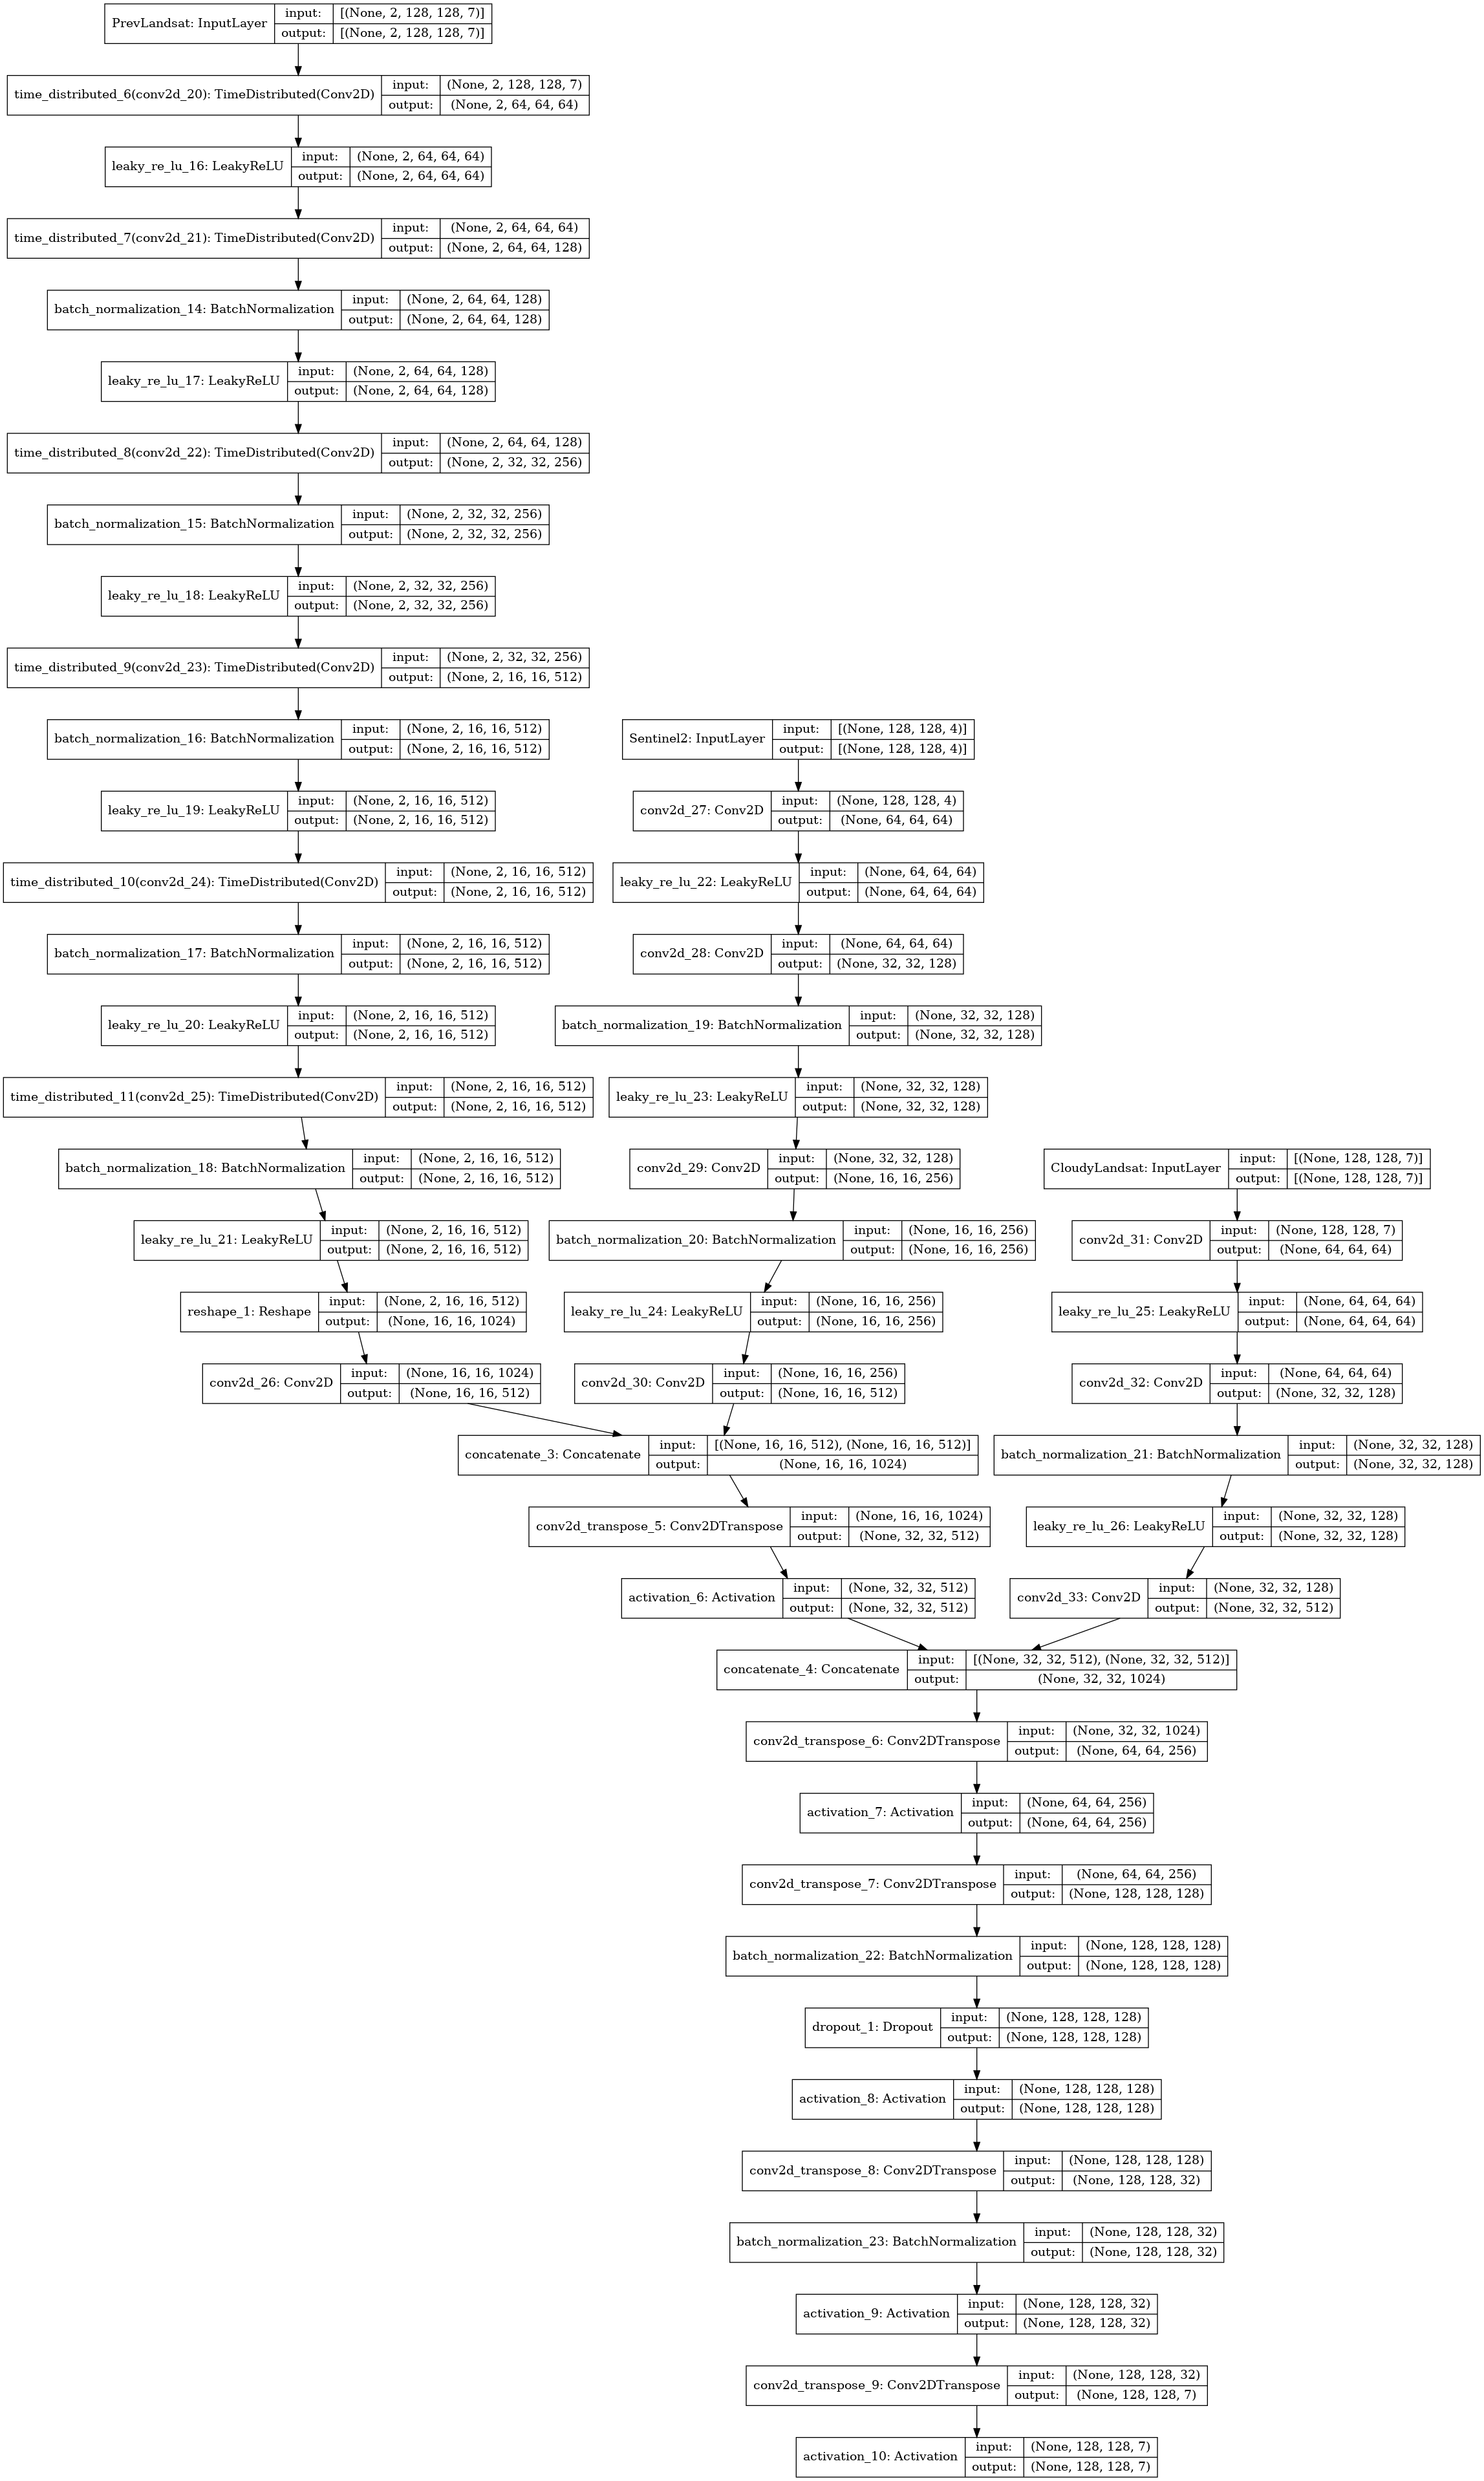 PrevLandsat: InputLayer
input: [(None, 2, 128, 128, 7)]
output: [(None, 2, 128, 128, 7)]
time_distributed_6(conv2d_20): TimeDistributed(Conv2D)
input: (None, 2, 128, 128, 7)
output: (None, 2, 64, 64, 64)
leaky_re_lu_16: LeakyReLU
input: (None, 2, 64, 64, 64)
output: (None, 2, 64, 64, 64)
time_distributed_7(conv2d_21): TimeDistributed(Conv2D)
input: (None, 2, 64, 64, 64)
output: (None, 2, 64, 64, 128)
batch_normalization_14: BatchNormalization
input: (None, 2, 64, 64, 128)
output: (None, 2, 64, 64, 128)
leaky_re_lu_17: LeakyReLU
input: (None, 2, 64, 64, 128)
output: (None, 2, 64, 64, 128)
time_distributed_8(conv2d_22): TimeDistributed(Conv2D)
input: (None, 2, 64, 64, 128)
output: (None, 2, 32, 32, 256)
batch_normalization_15: BatchNormalization
input: (None, 2, 32, 32, 256)
output: (None, 2, 32, 32, 256)
leaky_re_lu_18: LeakyReLU
input: (None, 2, 32, 32, 256)
output: (None, 2, 32, 32, 256)
time_distributed_9(conv2d_23): TimeDistributed(Conv2D)
input: (None, 2, 32, 32, 256)
output: (None, 2, 16, 16, 512)
batch_normalization_16: BatchNormalization
input: (None, 2, 16, 16, 512)
output: (None, 2, 16, 16, 512)
leaky_re_lu_19: LeakyReLU
input: (None, 2, 16, 16, 512)
output: (None, 2, 16, 16, 512)
time_distributed_10(conv2d_24): TimeDistributed(Conv2D)
input: (None, 2, 16, 16, 512)
output: (None, 2, 16, 16, 512)
batch_normalization_17: BatchNormalization
input: (None, 2, 16, 16, 512)
output: (None, 2, 16, 16, 512)
leaky_re_lu_20: LeakyReLU
input: (None, 2, 16, 16, 512)
output: (None, 2, 16, 16, 512)
time_distributed_11(conv2d_25): TimeDistributed(Conv2D)
input: (None, 2, 16, 16, 512)
output: (None, 2, 16, 16, 512)
batch_normalization_18: BatchNormalization
input: (None, 2, 16, 16, 512)
output: (None, 2, 16, 16, 512)
leaky_re_lu_21: LeakyReLU
input: (None, 2, 16, 16, 512)
output: (None, 2, 16, 16, 512)
reshape_1: Reshape
input: (None, 2, 16, 16, 512)
output: (None, 16, 16, 1024)
conv2d_26: Conv2D
input: (None, 16, 16, 1024)
output: (None, 16, 16, 512)
Sentinel2: InputLayer
input: [(None, 128, 128, 4)]
output: [(None, 128, 128, 4)]
conv2d_27: Conv2D
input: (None, 128, 128, 4)
output: (None, 64, 64, 64)
leaky_re_lu_22: LeakyReLU
input: (None, 64, 64, 64)
output: (None, 64, 64, 64)
conv2d_28: Conv2D
input: (None, 64, 64, 64)
output: (None, 32, 32, 128)
batch_normalization_19: BatchNormalization
input: (None, 32, 32, 128)
output: (None, 32, 32, 128)
leaky_re_lu_23: LeakyReLU
input: (None, 32, 32, 128)
output: (None, 32, 32, 128)
conv2d_29: Conv2D
input: (None, 32, 32, 128)
output: (None, 16, 16, 256)
batch_normalization_20: BatchNormalization
input: (None, 16, 16, 256)
output: (None, 16, 16, 256)
leaky_re_lu_24: LeakyReLU
input: (None, 16, 16, 256)
output: (None, 16, 16, 256)
conv2d_30: Conv2D
input: (None, 16, 16, 256)
output: (None, 16, 16, 512)
concatenate_3: Concatenate
input: [(None, 16, 16, 512), (None, 16, 16, 512)]
output: (None, 16, 16, 1024)
conv2d_transpose_5: Conv2DTranspose
input: (None, 16, 16, 1024)
output: (None, 32, 32, 512)
activation_6: Activation
input: (None, 32, 32, 512)
output: (None, 32, 32, 512)
CloudyLandsat: InputLayer
input: [(None, 128, 128, 7)]
output: [(None, 128, 128, 7)]
conv2d_31: Conv2D
input: (None, 128, 128, 7)
output: (None, 64, 64, 64)
leaky_re_lu_25: LeakyReLU
input: (None, 64, 64, 64)
output: (None, 64, 64, 64)
conv2d_32: Conv2D
input: (None, 64, 64, 64)
output: (None, 32, 32, 128)
batch_normalization_21: BatchNormalization
input: (None, 32, 32, 128)
output: (None, 32, 32, 128)
leaky_re_lu_26: LeakyReLU
input: (None, 32, 32, 128)
output: (None, 32, 32, 128)
conv2d_33: Conv2D
input: (None, 32, 32, 128)
output: (None, 32, 32, 512)
concatenate_4: Concatenate
input: [(None, 32, 32, 512), (None, 32, 32, 512)]
output: (None, 32, 32, 1024)
conv2d_transpose_6: Conv2DTranspose
input: (None, 32, 32, 1024)
output: (None, 64, 64, 256)
activation_7: Activation
input: (None, 64, 64, 256)
output: (None, 64, 64, 256)
conv2d_transpose_7: Conv2DTranspose
input: (None, 64, 64, 256)
output: (None, 128, 128, 128)
batch_normalization_22: BatchNormalization
input: (None, 128, 128, 128)
output: (None, 128, 128, 128)
dropout_1: Dropout
input: (None, 128, 128, 128)
output: (None, 128, 128, 128)
activation_8: Activation
input: (None, 128, 128, 128)
output: (None, 128, 128, 128)
conv2d_transpose_8: Conv2DTranspose
input: (None, 128, 128, 128)
output: (None, 128, 128, 32)
batch_normalization_23: BatchNormalization
input: (None, 128, 128, 32)
output: (None, 128, 128, 32)
activation_9: Activation
input: (None, 128, 128, 32)
output: (None, 128, 128, 32)
conv2d_transpose_9: Conv2DTranspose
input: (None, 128, 128, 32)
output: (None, 128, 128, 7)
activation_10: Activation
input: (None, 128, 128, 7)
output: (None, 128, 128, 7)